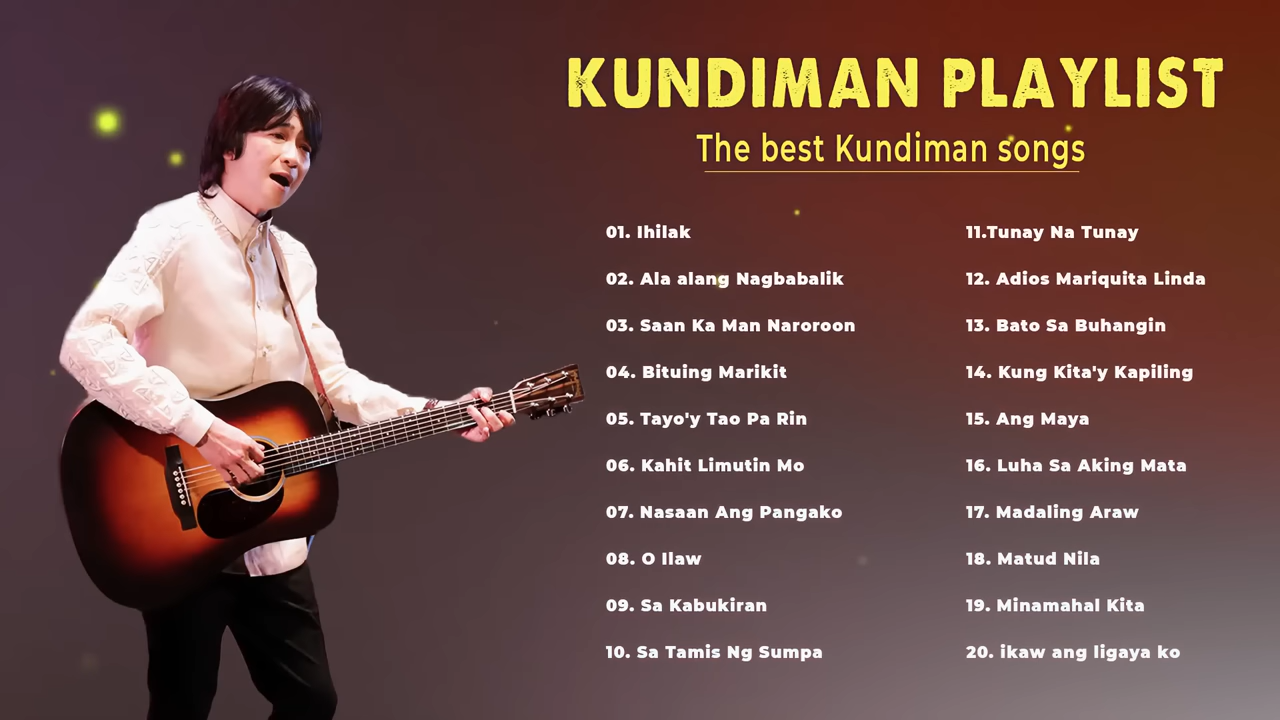 KUNDIMAN PLAYLIST
The best Kundiman songs
01. Ihilak
02. Ala alang Nagbabalik
03. Saan Ka Man Naroroon
04. Bituing Marikit
05. Tayo'y Tao Pa Rin
06. Kahit Limutin Mo
07. Nasaan Ang Pangako
08. O Ilaw
09. Sa Kabukiran
10. Sa Tamis Ng Sumpa
11.Tunay Na Tunay
12. Adios Mariquita Linda
13. Bato Sa Buhangin
14. Kung Kita'y Kapiling
15. Ang Maya
16. Luha Sa Aking Mata
17. Madaling Araw
18. Matud Nila
19. Minamahal Kita
20. ikaw ang ligaya ko